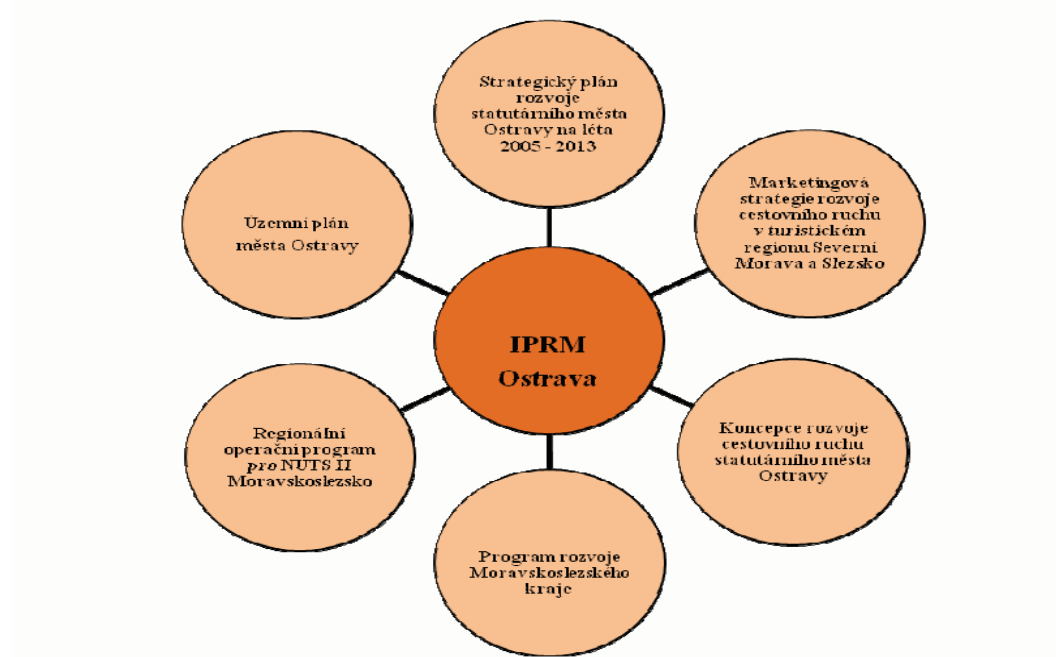 Strategický plán
rozvoje
statutárního města
Ostravy na léta
2005 - 2013
Marketingová
strategie rozvoje
cestovního ruchu
v turistickém
regionu Severní
Morava a Slezsko
Územní plán
města Ostravy
IPRM
Ostrava
Koncepce rozvoje
cestovního ruchu
statutárního města
Ostravy
Regionální
operační program
pro NUTS II
Moravskoslezsko
Program rozvoje
Moravskoslezského
kraje